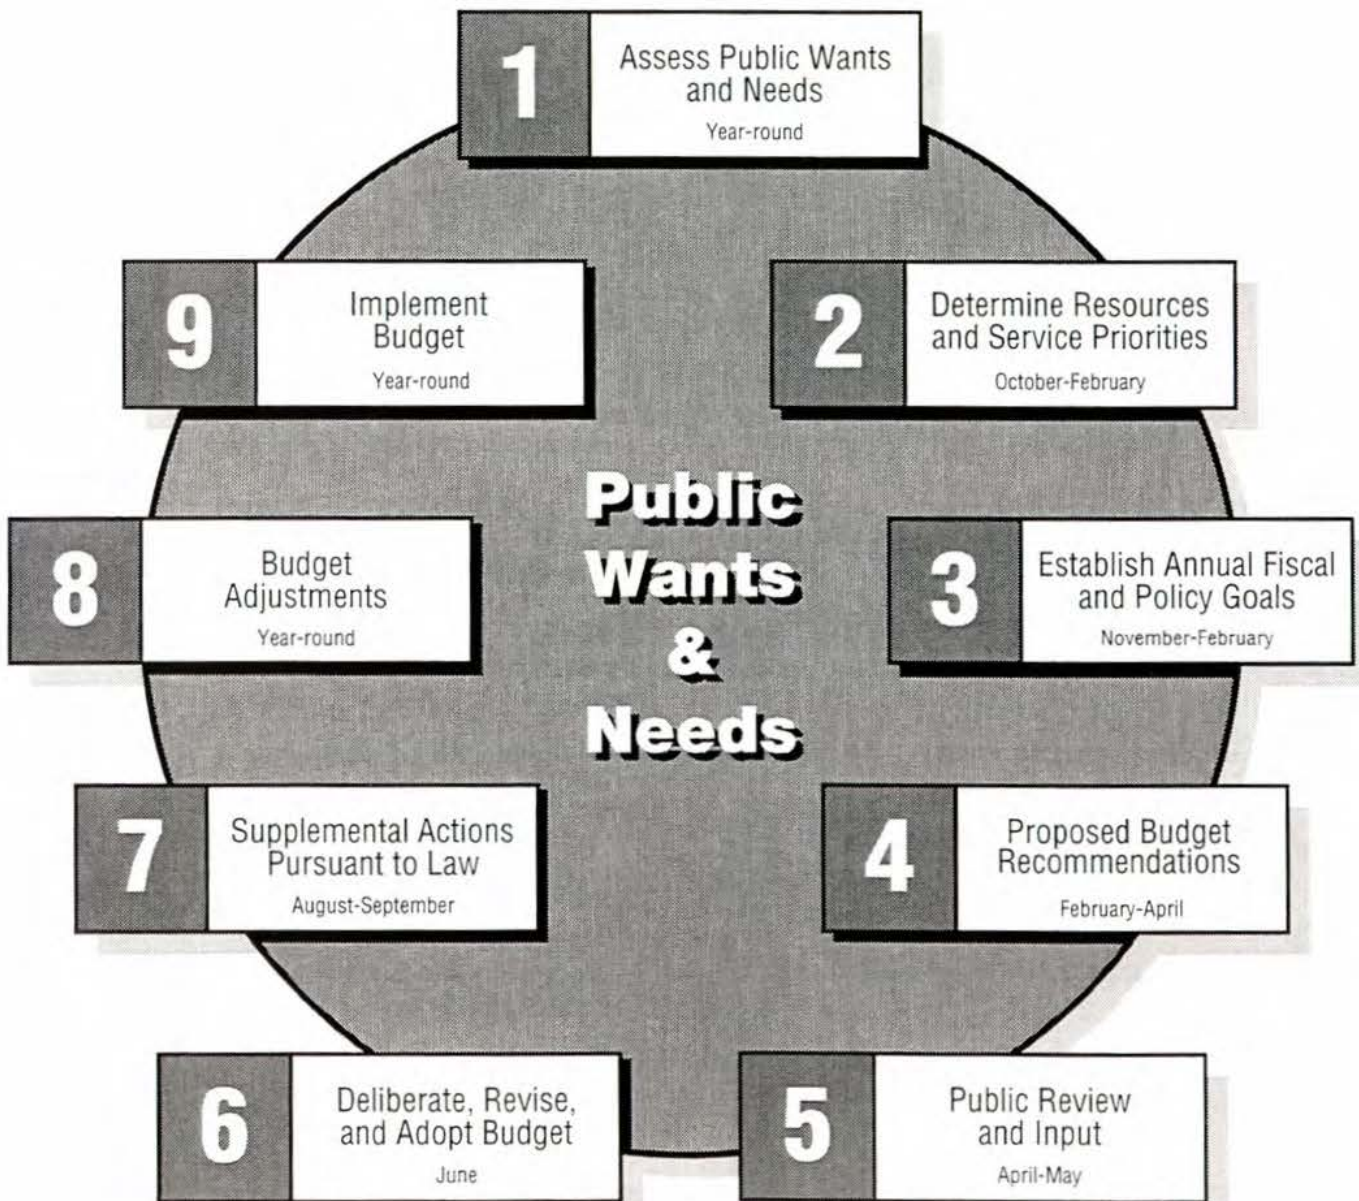 1
Assess Public Wants
and Needs
Year-round
2
Determine Resources
and Service Priorities
October-February
3
Establish Annual Fiscal
and Policy Goals
November-February
4
Proposed Budget
Recommendations
February-April
5
Public Review
and Input
April-May
6
Deliberate, Revise,
and Adopt Budget
June
7
Supplemental Actions
Pursuant to Law
August-September
8
Budget
Adjustments
Year-round
9
Implement
Budget
Year-round
Public
Wants
&
Needs